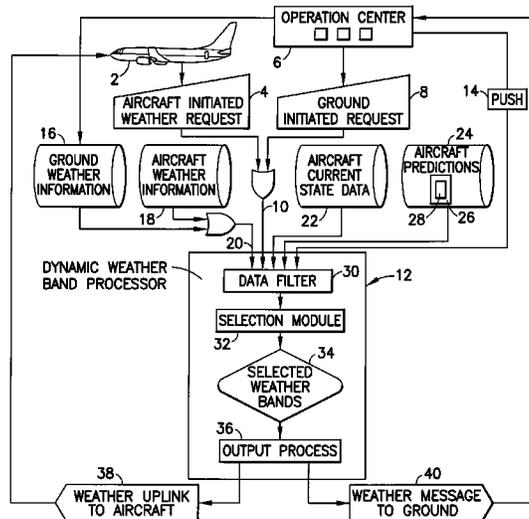 OPERATION CENTER
6
2
4
8
14
PUSH
AIRCRAFT INITIATED
WEATHER REQUEST
GROUND
INITIATED REQUEST
16
24
GROUND
WEATHER
INFORMATION
AIRCRAFT
WEATHER
INFORMATION
18
AIRCRAFT
CURRENT
STATE DATA
22
AIRCRAFT
PREDICTIONS
28
26
10
20
DYNAMIC WEATHER
BAND PROCESSOR
12
DATA FILTER
30
SELECTION MODULE
32
34
SELECTED
WEATHER
BANDS
36
OUTPUT PROCESS
38
WEATHER UPLINK
TO AIRCRAFT
40
WEATHER MESSAGE
TO GROUND